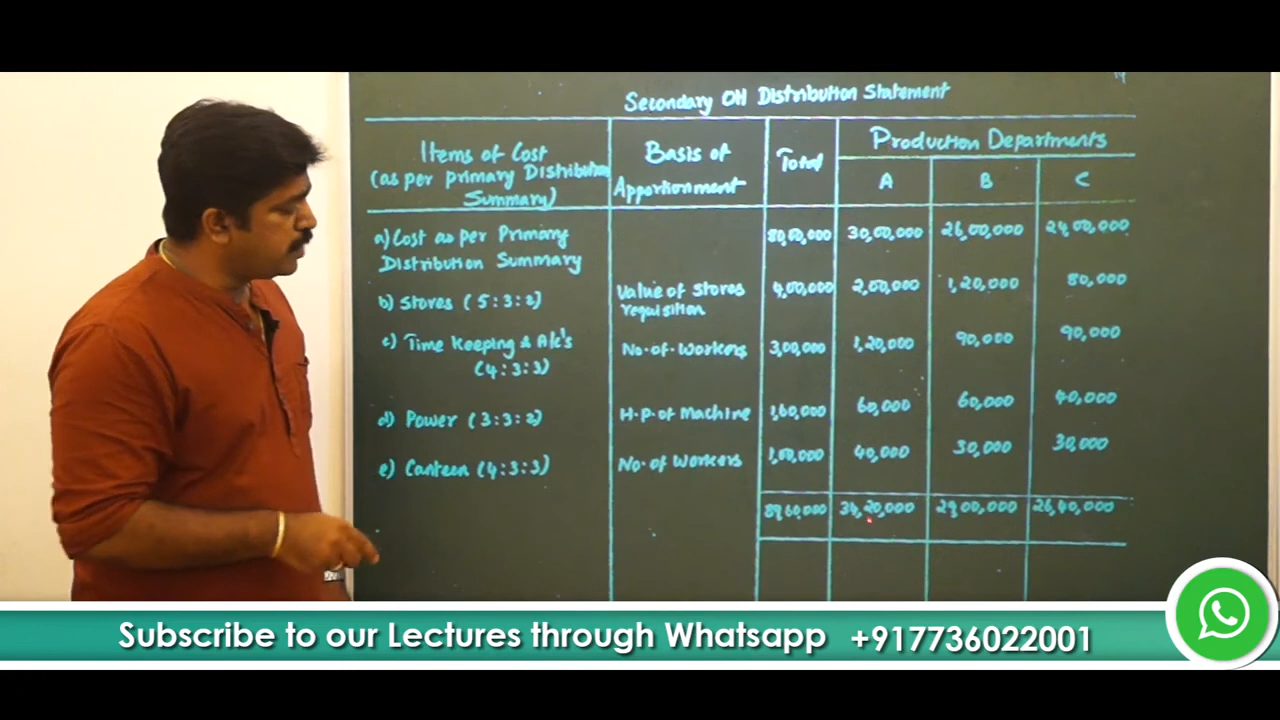 Secondary OH Distribution Statement
Items of Cost
(as per primary Distribution
Summary)
Basis of
Apportionment
Total
Production Departments
A B C
a) Cost as per Primary
Distribution Summary
80,00,000 30,00,000 26,00,000 24,00,000
b) Stores (5:3:2)
Value of Stores
requisition
4,00,000 2,00,000 1,20,000 80,000
c) Time Keeping & A/c's
(4:3:3)
No. of. Workers 3,00,000 1,20,000 90,000 90,000
d) Power (3:3:2) H.P. of Machine 1,60,000 60,000 60,000 40,000
e) Canteen (4:3:3) No. of Workers 1,00,000 40,000 30,000 30,000
89,60,000 34,20,000 29,00,000 26,40,000
Subscribe to our Lectures through Whatsapp +917736022001